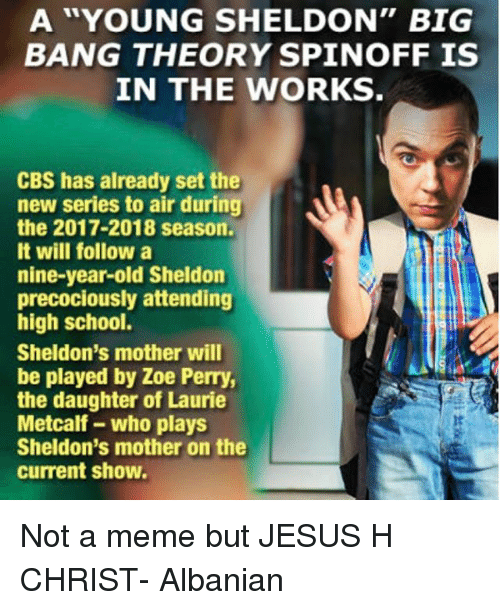 A "YOUNG SHELDON" BIG
BANG THEORY SPINOFF IS
IN THE WORKS.
CBS has already set the
new series to air during
the 2017-2018 season.
It will follow a
nine-year-old Sheldon
precociously attending
high school.
Sheldon's mother will
be played by Zoe Perry,
the daughter of Laurie
Metcalf – who plays
Sheldon's mother on the
current show.
Not a meme but JESUS H
CHRIST- Albanian